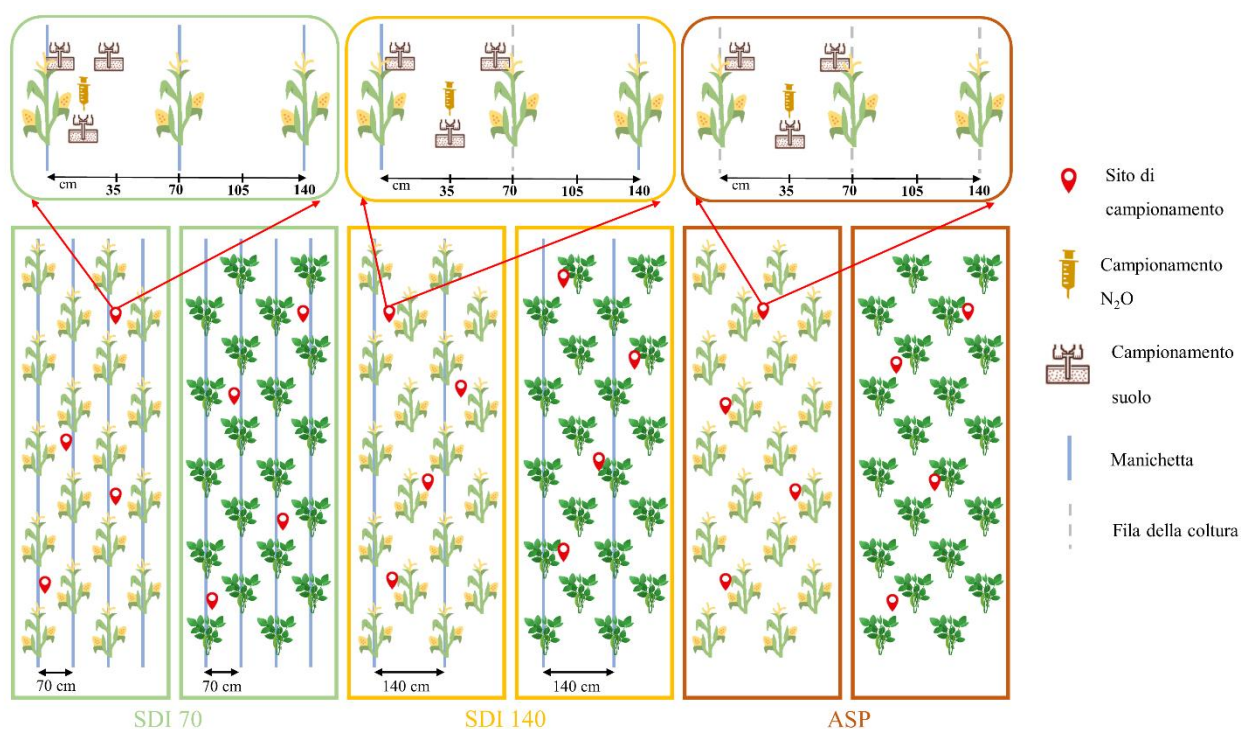 cm 35 70 105 140
cm 35 70 105 140
cm 35 70 105 140
Sito di
campionamento
Campionamento
N₂O
Campionamento
suolo
Manichetta
Fila della coltura
70 cm
70 cm
140 cm
140 cm
SDI 70
SDI 140
ASP